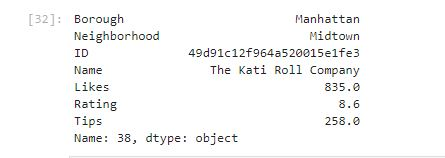 [32]: Borough Manhattan
Neighborhood Midtown
ID 49d91c12f964a520015e1fe3
Name The Kati Roll Company
Likes 835.0
Rating 8.6
Tips 258.0
Name: 38, dtype: object